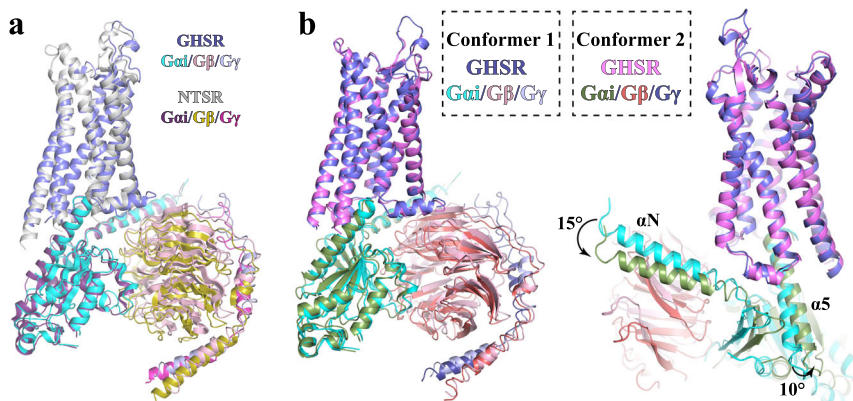 a
GHSR
Gαi/Gβ/Gγ
NTSR
Gαi/Gβ/Gγ
b
Conformer 1
GHSR
Gαi/Gβ/Gγ
Conformer 2
GHSR
Gαi/Gβ/Gγ
15°
αN
α5
10°